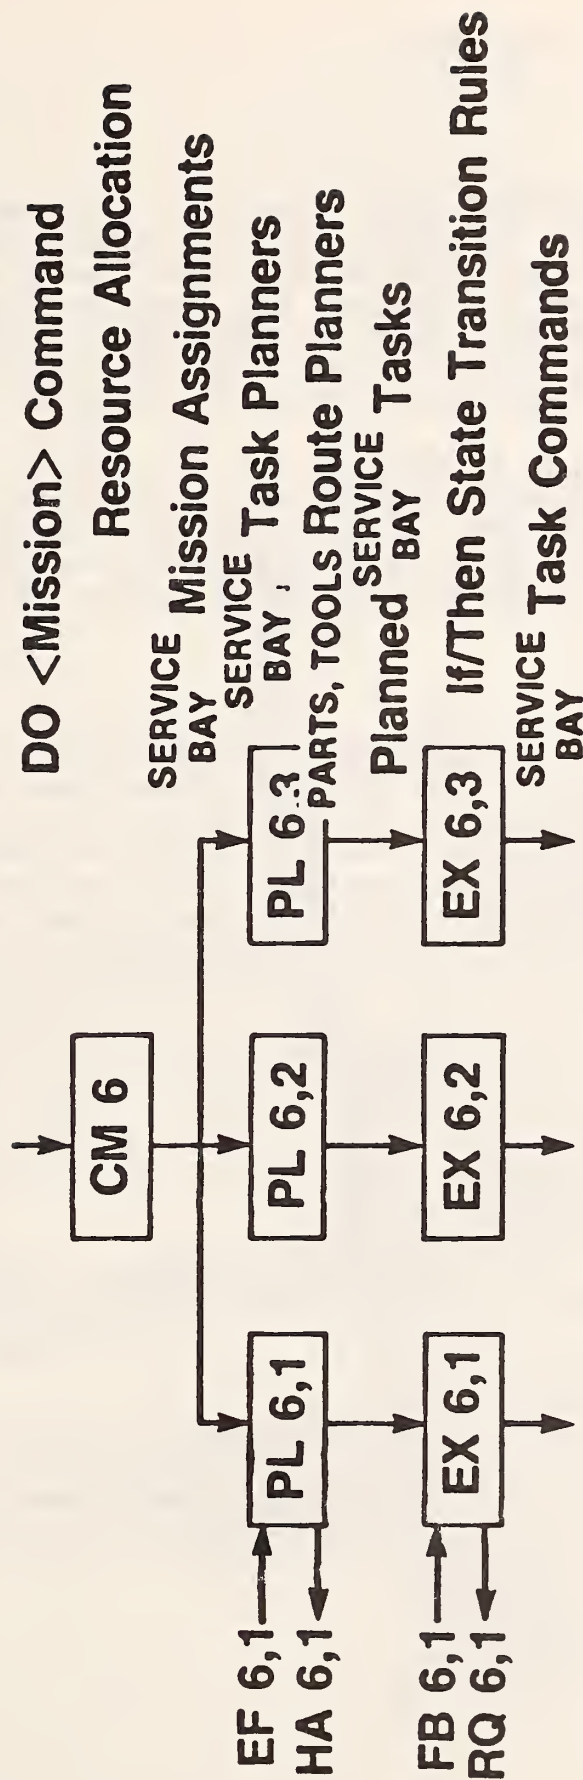 DO <Mission> Command
CM 6
Resource Allocation
SERVICE
BAY Mission Assignments
PL 6,1
PL 6,2
PL 6,3
SERVICE
BAY, Task Planners
PARTS, TOOLS Route Planners
EF 6,1
HA 6,1
Planned SERVICE
BAY Tasks
EX 6,1
EX 6,2
EX 6,3
If/Then State Transition Rules
FB 6,1
RQ 6,1
SERVICE
BAY Task Commands